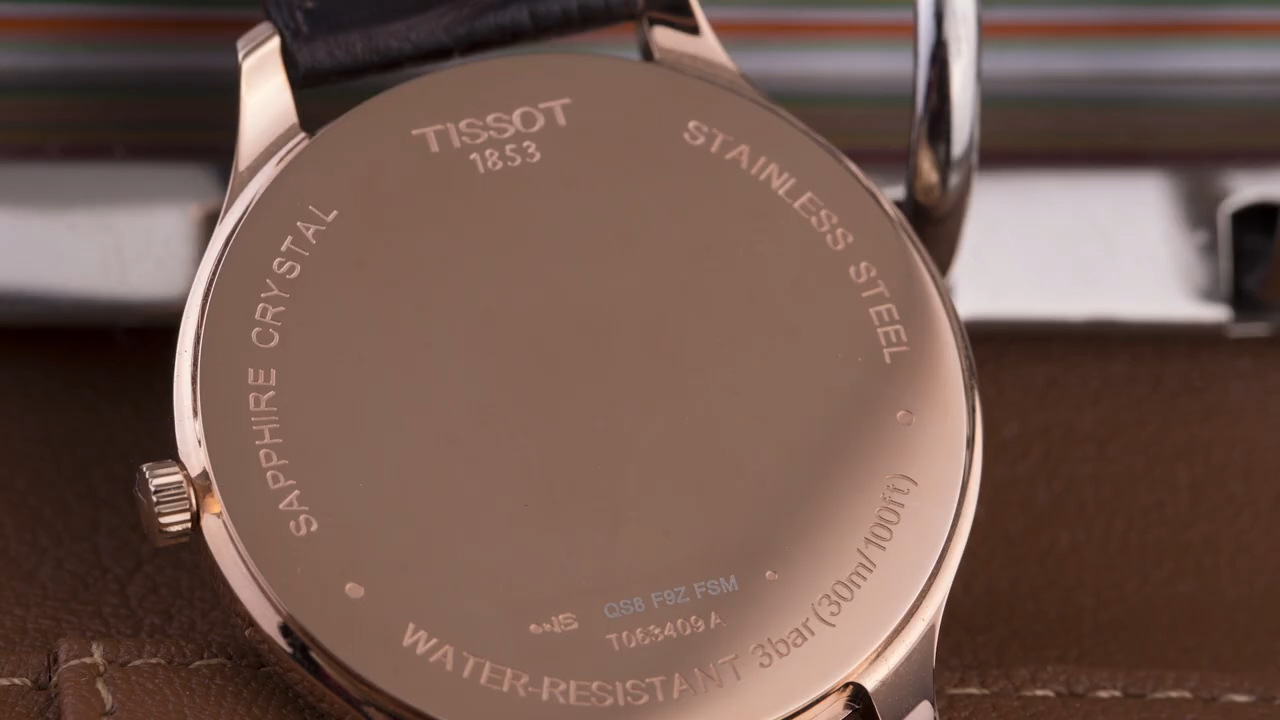 TISSOT
1853
STAINLESS STEEL
SAPPHIRE CRYSTAL
QS8 F9Z FSM
T063409A
WATER-RESISTANT 3bar(30m/100ft)